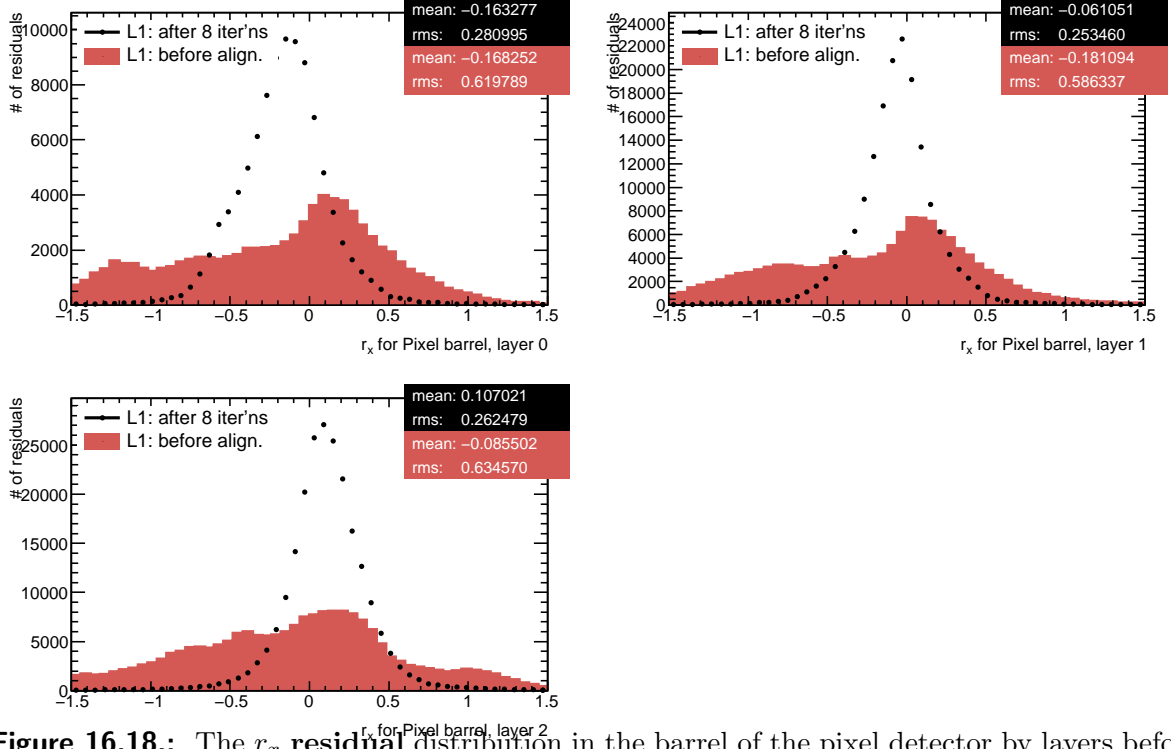 mean: −0.163277
rms: 0.280995
mean: −0.168252
rms: 0.619789
L1: after 8 iter'ns
L1: before align.
# of residuals
10000
8000
6000
4000
2000
0
−1.5 −1 −0.5 0 0.5 1 1.5
r_x for Pixel barrel, layer 0
mean: −0.061051
rms: 0.253460
mean: −0.181094
rms: 0.586337
L1: after 8 iter'ns
L1: before align.
# of residuals
24000
22000
20000
18000
16000
14000
12000
10000
8000
6000
4000
2000
0
−1.5 −1 −0.5 0 0.5 1 1.5
r_x for Pixel barrel, layer 1
mean: 0.107021
rms: 0.262479
mean: −0.085502
rms: 0.634570
L1: after 8 iter'ns
L1: before align.
# of residuals
25000
20000
15000
10000
5000
0
−1.5 −1 −0.5 0 0.5 1 1.5
r_x for Pixel barrel, layer 2
Figure 16.18.: The r_x residual distribution in the barrel of the pixel detector by layers befo